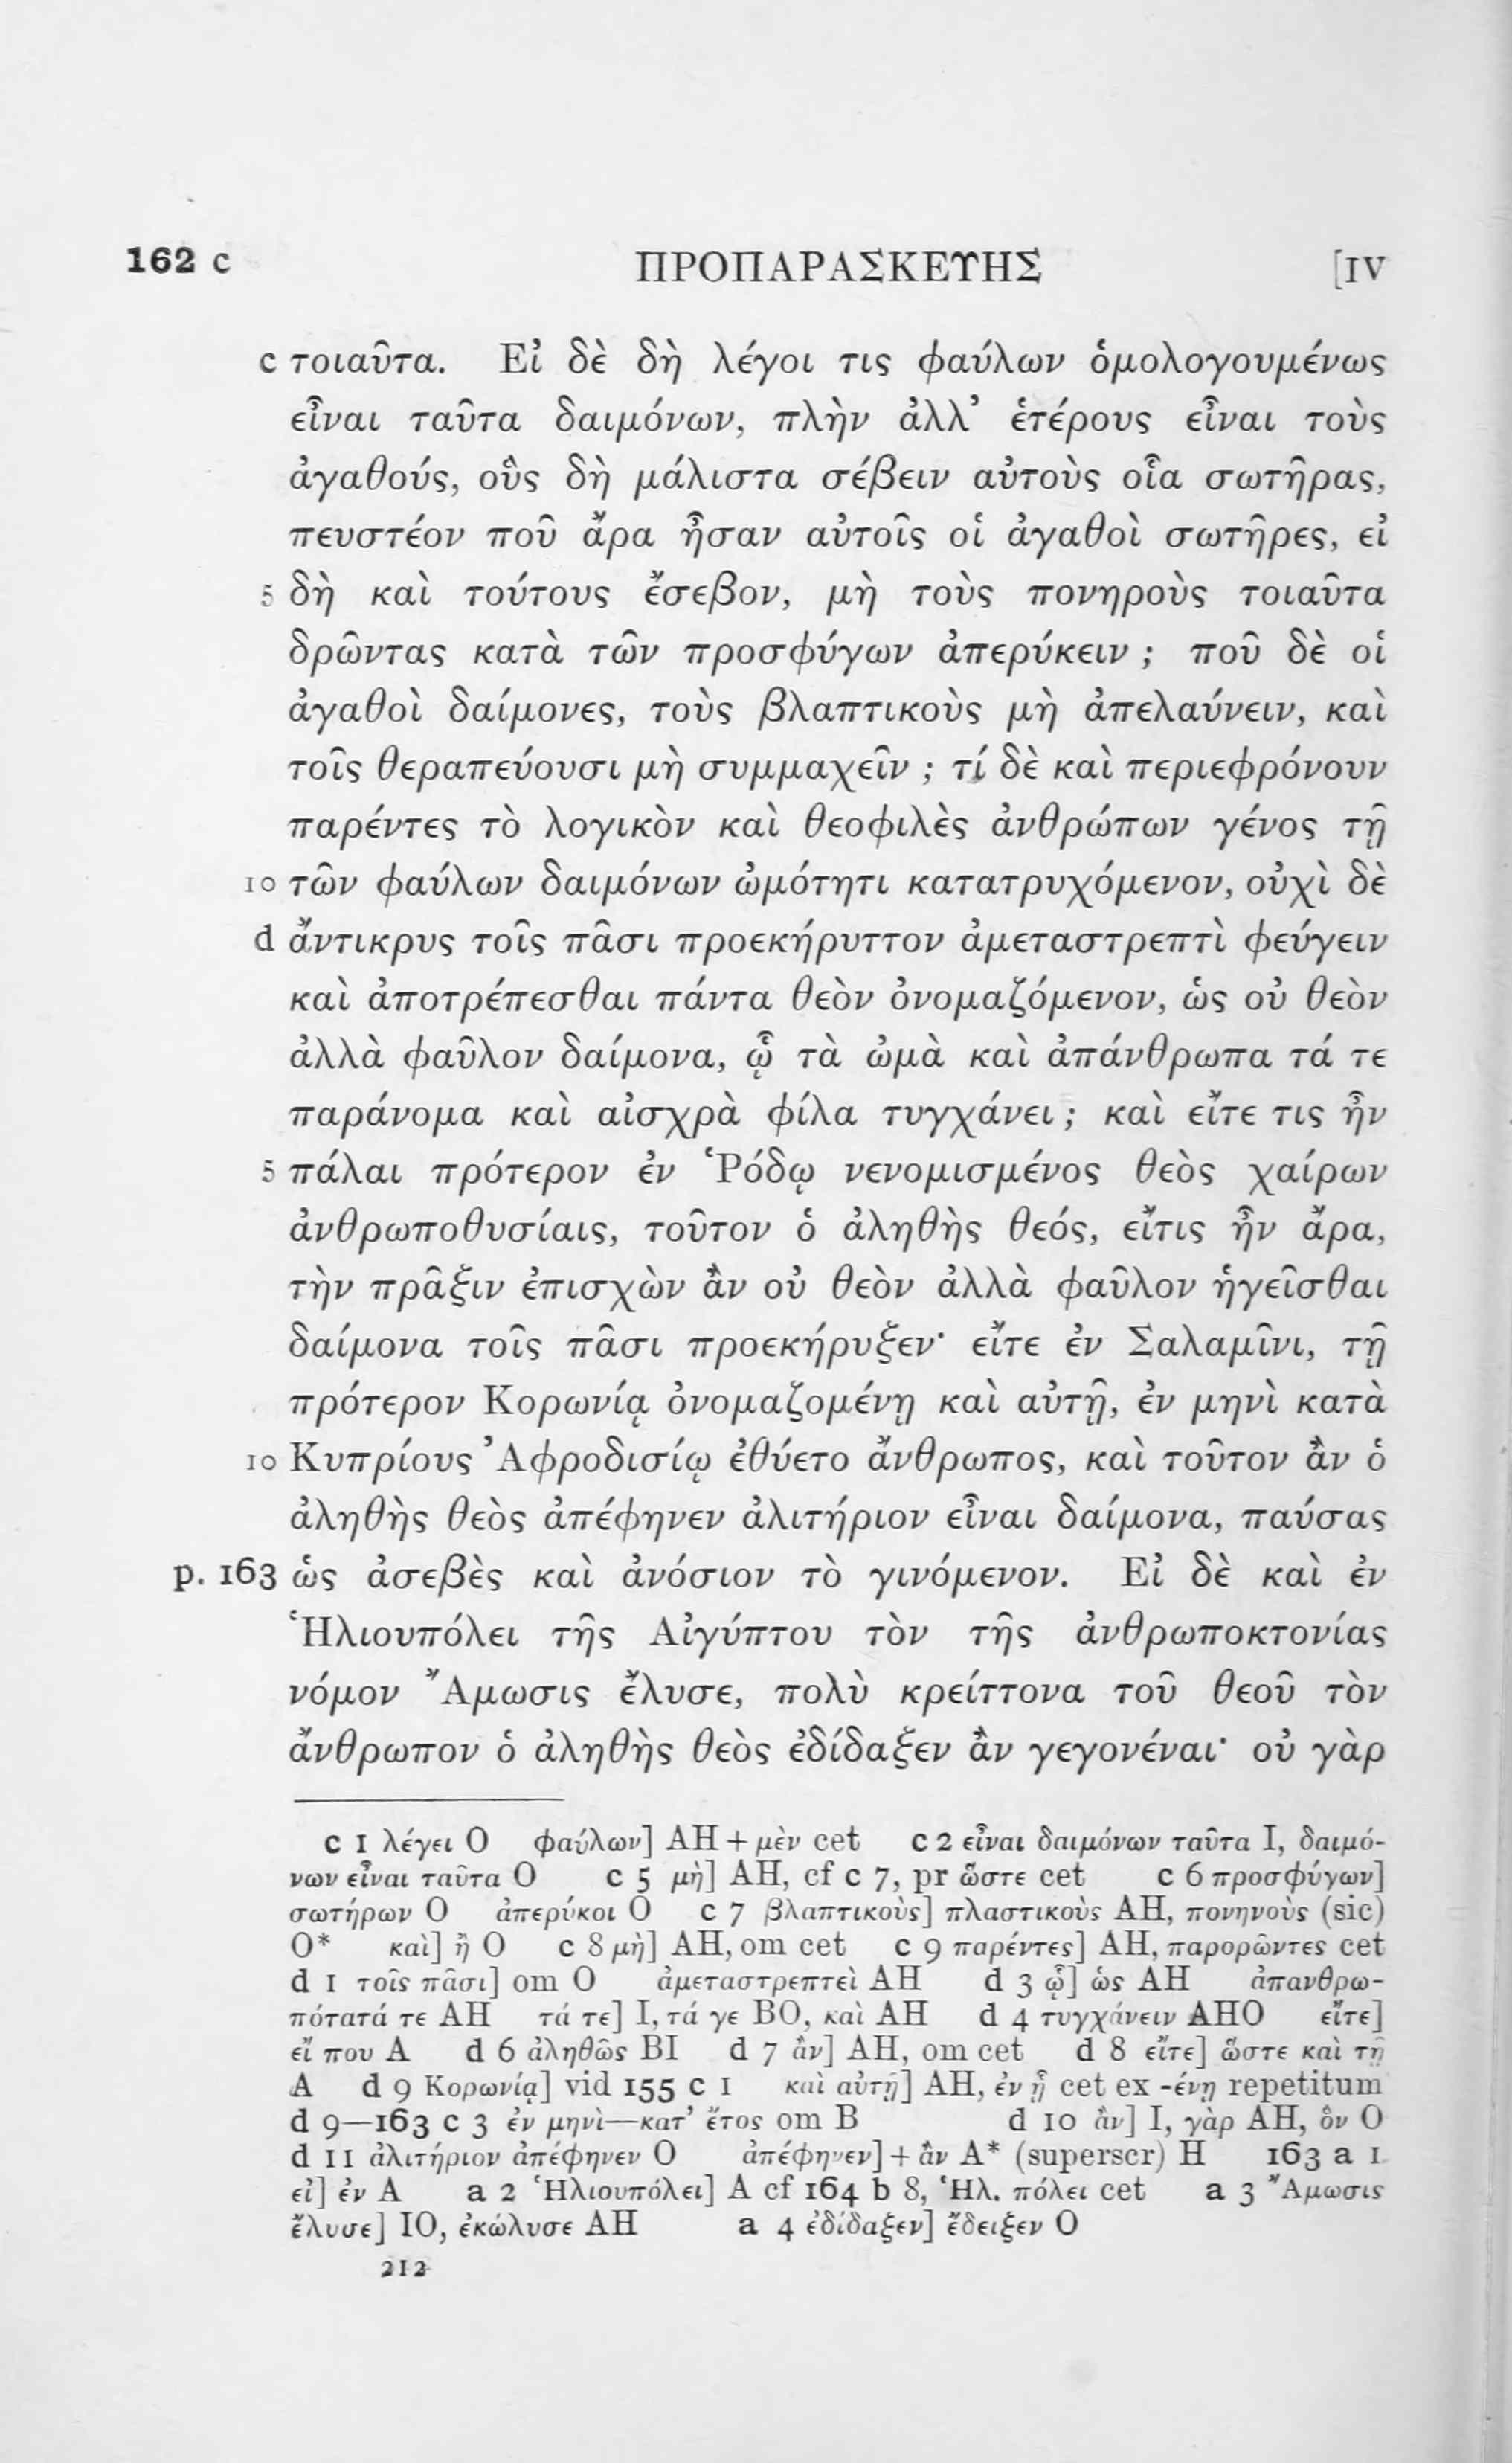 162 c ΠΡΟΠΑΡΑΣΚΕΥΗΣ [IV
c τοιαῦτα. Εἰ δὲ δὴ λέγοι τις φαύλων ὁμολογουμένως
εἶναι ταῦτα δαιμόνων, πλὴν ἀλλ’ ἑτέρους εἶναι τοὺς
ἀγαθούς, οὓς δὴ μάλιστα σέβειν αὐτοὺς οἷα σωτῆρας,
πευστέον ποῦ ἄρα ἦσαν αὐτοῖς οἱ ἀγαθοὶ σωτῆρες, εἰ
5 δὴ καὶ τούτους ἔσεβον, μὴ τοὺς πονηροὺς τοιαῦτα
δρῶντας κατὰ τῶν προσφύγων ἀπερύκειν ; ποῦ δὲ οἱ
ἀγαθοὶ δαίμονες, τοὺς βλαπτικοὺς μὴ ἀπελαύνειν, καὶ
τοῖς θεραπεύουσι μὴ συμμαχεῖν ; τί δὲ καὶ περιεφρόνουν
παρέντες τὸ λογικὸν καὶ θεοφιλὲς ἀνθρώπων γένος τῇ
10 τῶν φαύλων δαιμόνων ὠμότητι κατατρυχόμενον, οὐχὶ δὲ
d ἄντικρυς τοῖς πᾶσι προεκήρυττον ἀμεταστρεπτὶ φεύγειν
καὶ ἀποτρέπεσθαι πάντα θεὸν ὀνομαζόμενον, ὡς οὐ θεὸν
ἀλλὰ φαῦλον δαίμονα, ᾧ τὰ ὠμὰ καὶ ἀπάνθρωπα τά τε
παράνομα καὶ αἰσχρὰ φίλα τυγχάνει ; καὶ εἴτε τις ἦν
5 πάλαι πρότερον ἐν Ῥόδῳ νενομισμένος θεὸς χαίρων
ἀνθρωποθυσίαις, τοῦτον ὁ ἀληθὴς θεός, εἴτις ἦν ἄρα,
τὴν πρᾶξιν ἐπισχὼν ἂν οὐ θεὸν ἀλλὰ φαῦλον ἡγεῖσθαι
δαίμονα τοῖς πᾶσι προεκήρυξεν· εἴτε ἐν Σαλαμῖνι, τῇ
πρότερον Κορωνίᾳ ὀνομαζομένῃ καὶ αὐτῇ, ἐν μηνὶ κατὰ
10 Κυπρίους Ἀφροδισίῳ ἐθύετο ἄνθρωπος, καὶ τοῦτον ἂν ὁ
ἀληθὴς θεὸς ἀπέφηνεν ἀλιτήριον εἶναι δαίμονα, παύσας
p. 163 ὡς ἀσεβὲς καὶ ἀνόσιον τὸ γινόμενον. Εἰ δὲ καὶ ἐν
Ἡλιουπόλει τῆς Αἰγύπτου τὸν τῆς ἀνθρωποκτονίας
νόμον Ἄμωσις ἔλυσε, πολὺ κρείττονα τοῦ θεοῦ τὸν
ἄνθρωπον ὁ ἀληθὴς θεὸς ἐδίδαξεν ἂν γεγονέναι· οὐ γὰρ
c 1 λέγει O φαύλων] AH + μὲν cet c 2 εἶναι δαιμόνων ταῦτα I, δαιμό-
νων εἶναι ταῦτα O c 5 μὴ] AH, cf c 7, pr ὥστε cet c 6 προσφύγων]
σωτήρων O ἀπερύκοι O c 7 βλαπτικοὺς] πλαστικοὺς AH, πονηνοὺς (sic)
O* καὶ] ἢ O c 8 μὴ] AH, om cet c 9 παρέντες] AH, παρορῶντες cet
d 1 τοῖς πᾶσι] om O ἀμεταστρεπτεὶ AH d 3 ᾧ] ὡς AH ἀπανθρω-
πότατά τε AH τά τε] I, τά γε BO, καὶ AH d 4 τυγχάνειν AHO εἴτε]
εἴ που A d 6 ἀληθῶς BI d 7 ἂν] AH, om cet d 8 εἴτε] ὥστε καὶ τῇ
A d 9 Κορωνίᾳ] vid 155 c 1 καὶ αὐτῇ] AH, ἐν ᾗ cet ex -ένῃ repetitum
d 9—163 c 3 ἐν μηνὶ—κατ’ ἔτος om B d 10 ἂν] I, γὰρ AH, ὃν O
d 11 ἀλιτήριον ἀπέφηνεν O ἀπέφηνεν] + ἂν A* (superscr) H 163 a 1
εἰ] ἐν A a 2 Ἡλιουπόλει] A cf 164 b 8, Ἡλ. πόλει cet a 3 Ἄμωσις
ἔλυσε] IO, ἐκώλυσε AH a 4 ἐδίδαξεν] ἔδειξεν O
212